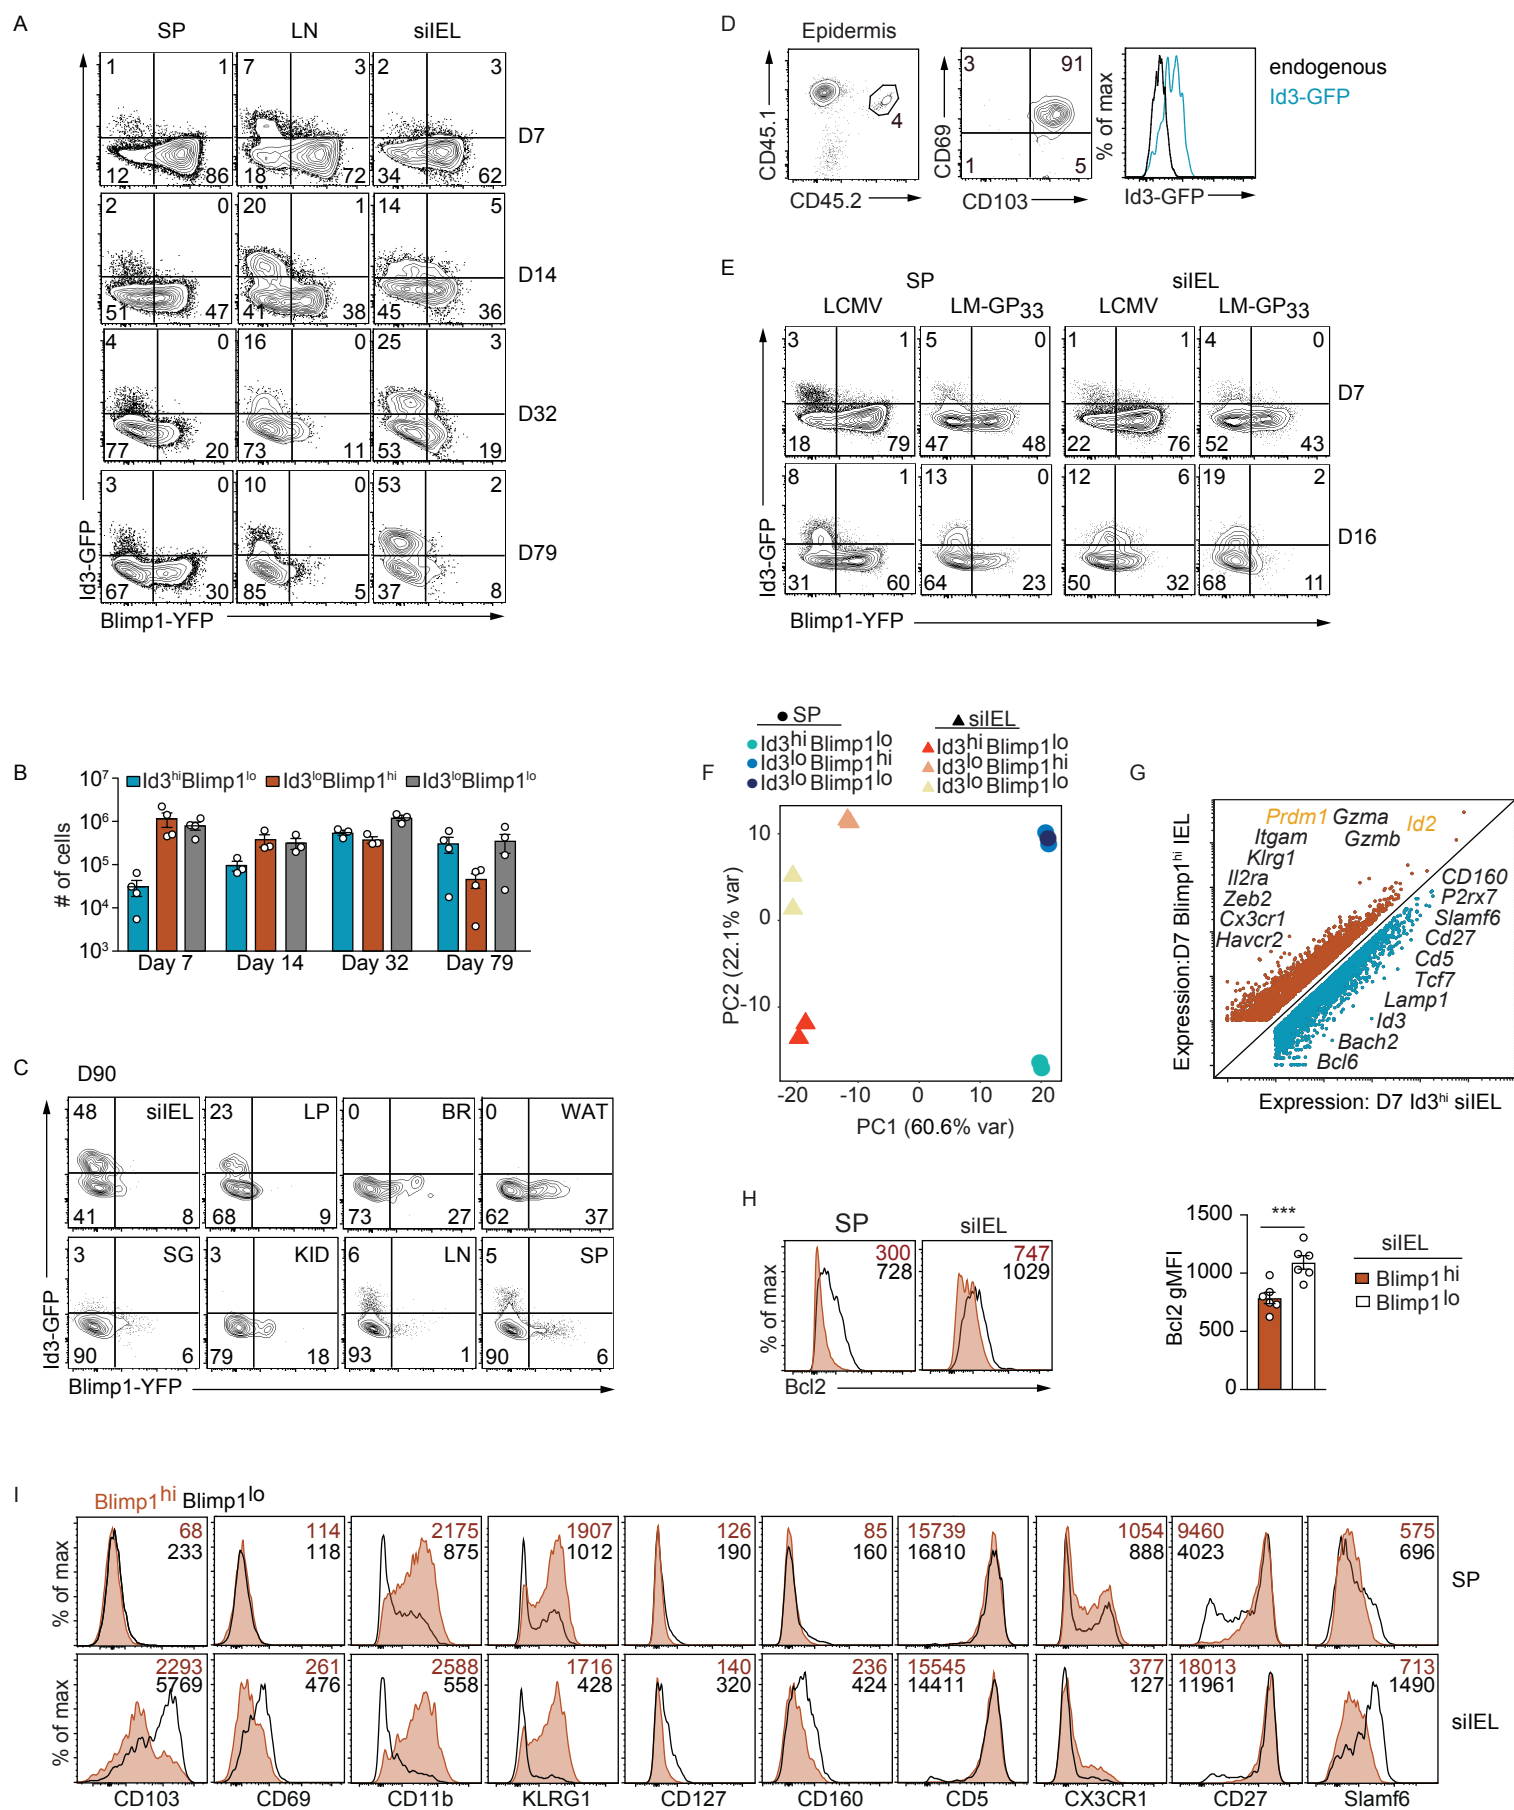 A
SP LN siIEL
1 1 7 3 2 3
12 86 18 72 34 62
D7
2 0 20 1 14 5
51 47 41 38 45 36
D14
4 0 16 0 25 3
77 20 73 11 53 19
D32
3 0 10 0 53 2
67 30 85 5 37 8
D79
Id3-GFP
Blimp1-YFP
B
# of cells
10^7
10^6
10^5
10^4
10^3
Id3^hiBlimp1^lo Id3^loBlimp1^hi Id3^loBlimp1^lo
Day 7 Day 14 Day 32 Day 79
C
D90
48 siIEL 23 LP 0 BR 0 WAT
41 8 68 9 73 27 62 37
3 SG 3 KID 6 LN 5 SP
90 6 79 18 93 1 90 6
Id3-GFP
Blimp1-YFP
D
Epidermis
CD45.1
4
CD45.2
3 91
1 5
CD69
CD103
% of max
Id3-GFP
endogenous
Id3-GFP
E
SP siIEL
LCMV LM-GP33 LCMV LM-GP33
3 1 5 0 1 1 4 0
18 79 47 48 22 76 52 43
D7
8 1 13 0 12 6 19 2
31 60 64 23 50 32 68 11
D16
Id3-GFP
Blimp1-YFP
F
SP siIEL
Id3^hi Blimp1^lo Id3^hi Blimp1^lo
Id3^lo Blimp1^hi Id3^lo Blimp1^hi
Id3^lo Blimp1^lo Id3^lo Blimp1^lo
10
0
-10
PC2 (22.1% var)
-20 -10 0 10 20
PC1 (60.6% var)
G
Expression:D7 Blimp1^hi IEL
Prdm1 Gzma Id2
Itgam Gzmb
Klrg1
Il2ra CD160
Zeb2 P2rx7
Cx3cr1 Slamf6
Havcr2 Cd27
Cd5
Tcf7
Lamp1
Id3
Bach2
Bcl6
Expression: D7 Id3^hi siIEL
H
SP siIEL
300 747
728 1029
% of max
Bcl2
Bcl2 gMFI
1500
1000
500
0
***
siIEL
Blimp1^hi
Blimp1^lo
I
Blimp1^hi Blimp1^lo
68 114 2175 1907 126 85 15739 1054 9460 575
233 118 875 1012 190 160 16810 888 4023 696
% of max
SP
2293 261 2588 1716 140 236 15545 377 18013 713
5769 476 558 428 320 424 14411 127 11961 1490
% of max
siIEL
CD103 CD69 CD11b KLRG1 CD127 CD160 CD5 CX3CR1 CD27 Slamf6